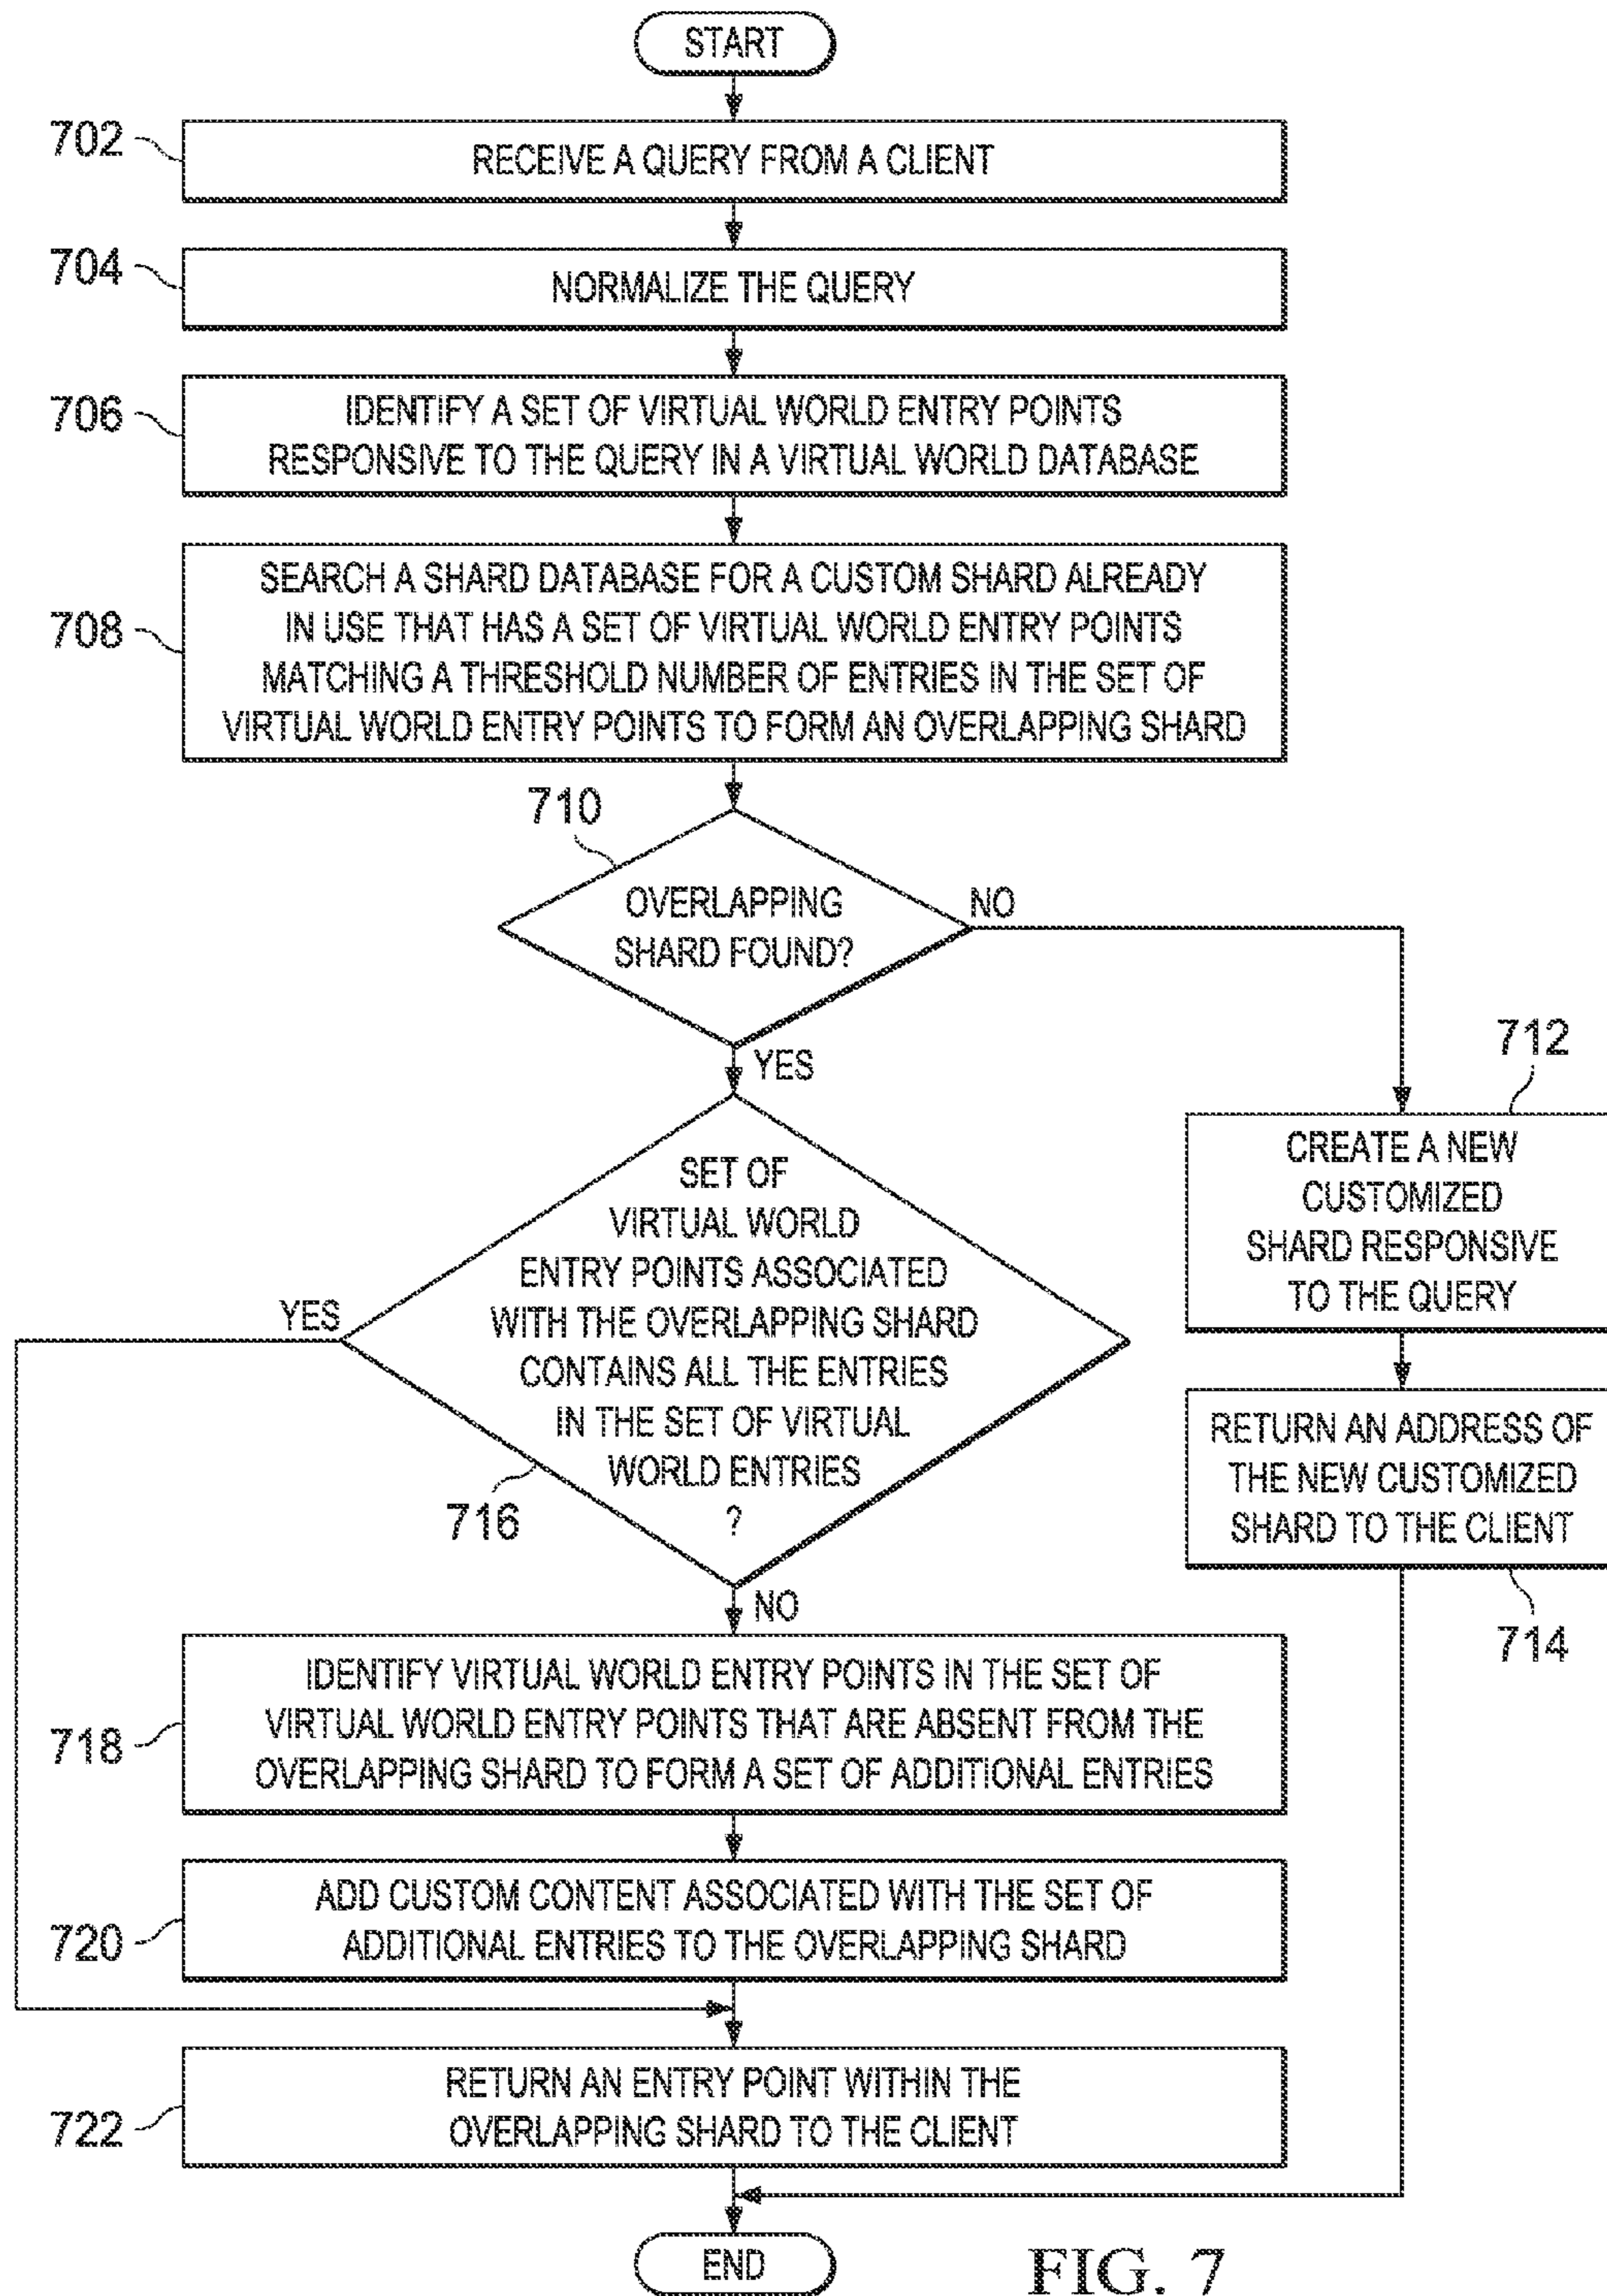 START
702
RECEIVE A QUERY FROM A CLIENT
704
NORMALIZE THE QUERY
706
IDENTIFY A SET OF VIRTUAL WORLD ENTRY POINTS
RESPONSIVE TO THE QUERY IN A VIRTUAL WORLD DATABASE
708
SEARCH A SHARD DATABASE FOR A CUSTOM SHARD ALREADY
IN USE THAT HAS A SET OF VIRTUAL WORLD ENTRY POINTS
MATCHING A THRESHOLD NUMBER OF ENTRIES IN THE SET OF
VIRTUAL WORLD ENTRY POINTS TO FORM AN OVERLAPPING SHARD
710
OVERLAPPING
SHARD FOUND?
NO
YES
712
CREATE A NEW
CUSTOMIZED
SHARD RESPONSIVE
TO THE QUERY
RETURN AN ADDRESS OF
THE NEW CUSTOMIZED
SHARD TO THE CLIENT
714
SET OF
VIRTUAL WORLD
ENTRY POINTS ASSOCIATED
WITH THE OVERLAPPING SHARD
CONTAINS ALL THE ENTRIES
IN THE SET OF VIRTUAL
WORLD ENTRIES
?
YES
716
NO
718
IDENTIFY VIRTUAL WORLD ENTRY POINTS IN THE SET OF
VIRTUAL WORLD ENTRY POINTS THAT ARE ABSENT FROM THE
OVERLAPPING SHARD TO FORM A SET OF ADDITIONAL ENTRIES
720
ADD CUSTOM CONTENT ASSOCIATED WITH THE SET OF
ADDITIONAL ENTRIES TO THE OVERLAPPING SHARD
722
RETURN AN ENTRY POINT WITHIN THE
OVERLAPPING SHARD TO THE CLIENT
END
FIG. 7